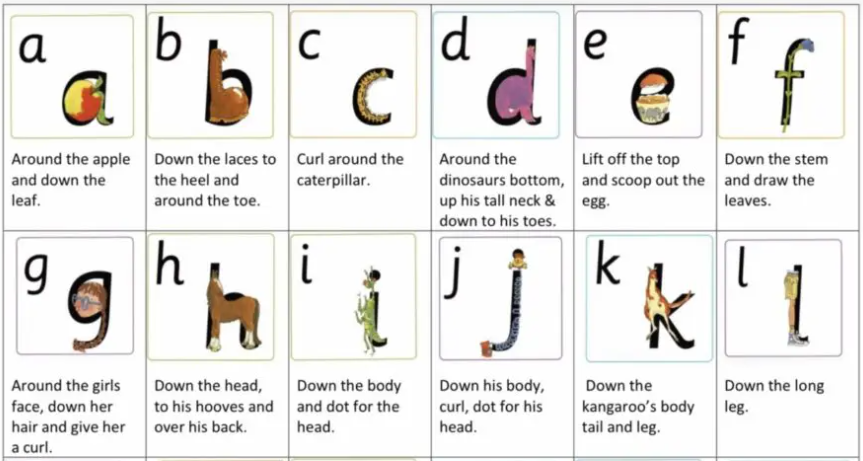 a
b
c
d
e
f
Around the apple
and down the
leaf.
Down the laces to
the heel and
around the toe.
Curl around the
caterpillar.
Around the
dinosaurs bottom,
up his tall neck &
down to his toes.
Lift off the top
and scoop out the
egg.
Down the stem
and draw the
leaves.
g
h
i
j
k
l
Around the girls
face, down her
hair and give her
a curl.
Down the head,
to his hooves and
over his back.
Down the body
and dot for the
head.
Down his body,
curl, dot for his
head.
Down the
kangaroo's body
tail and leg.
Down the long
leg.